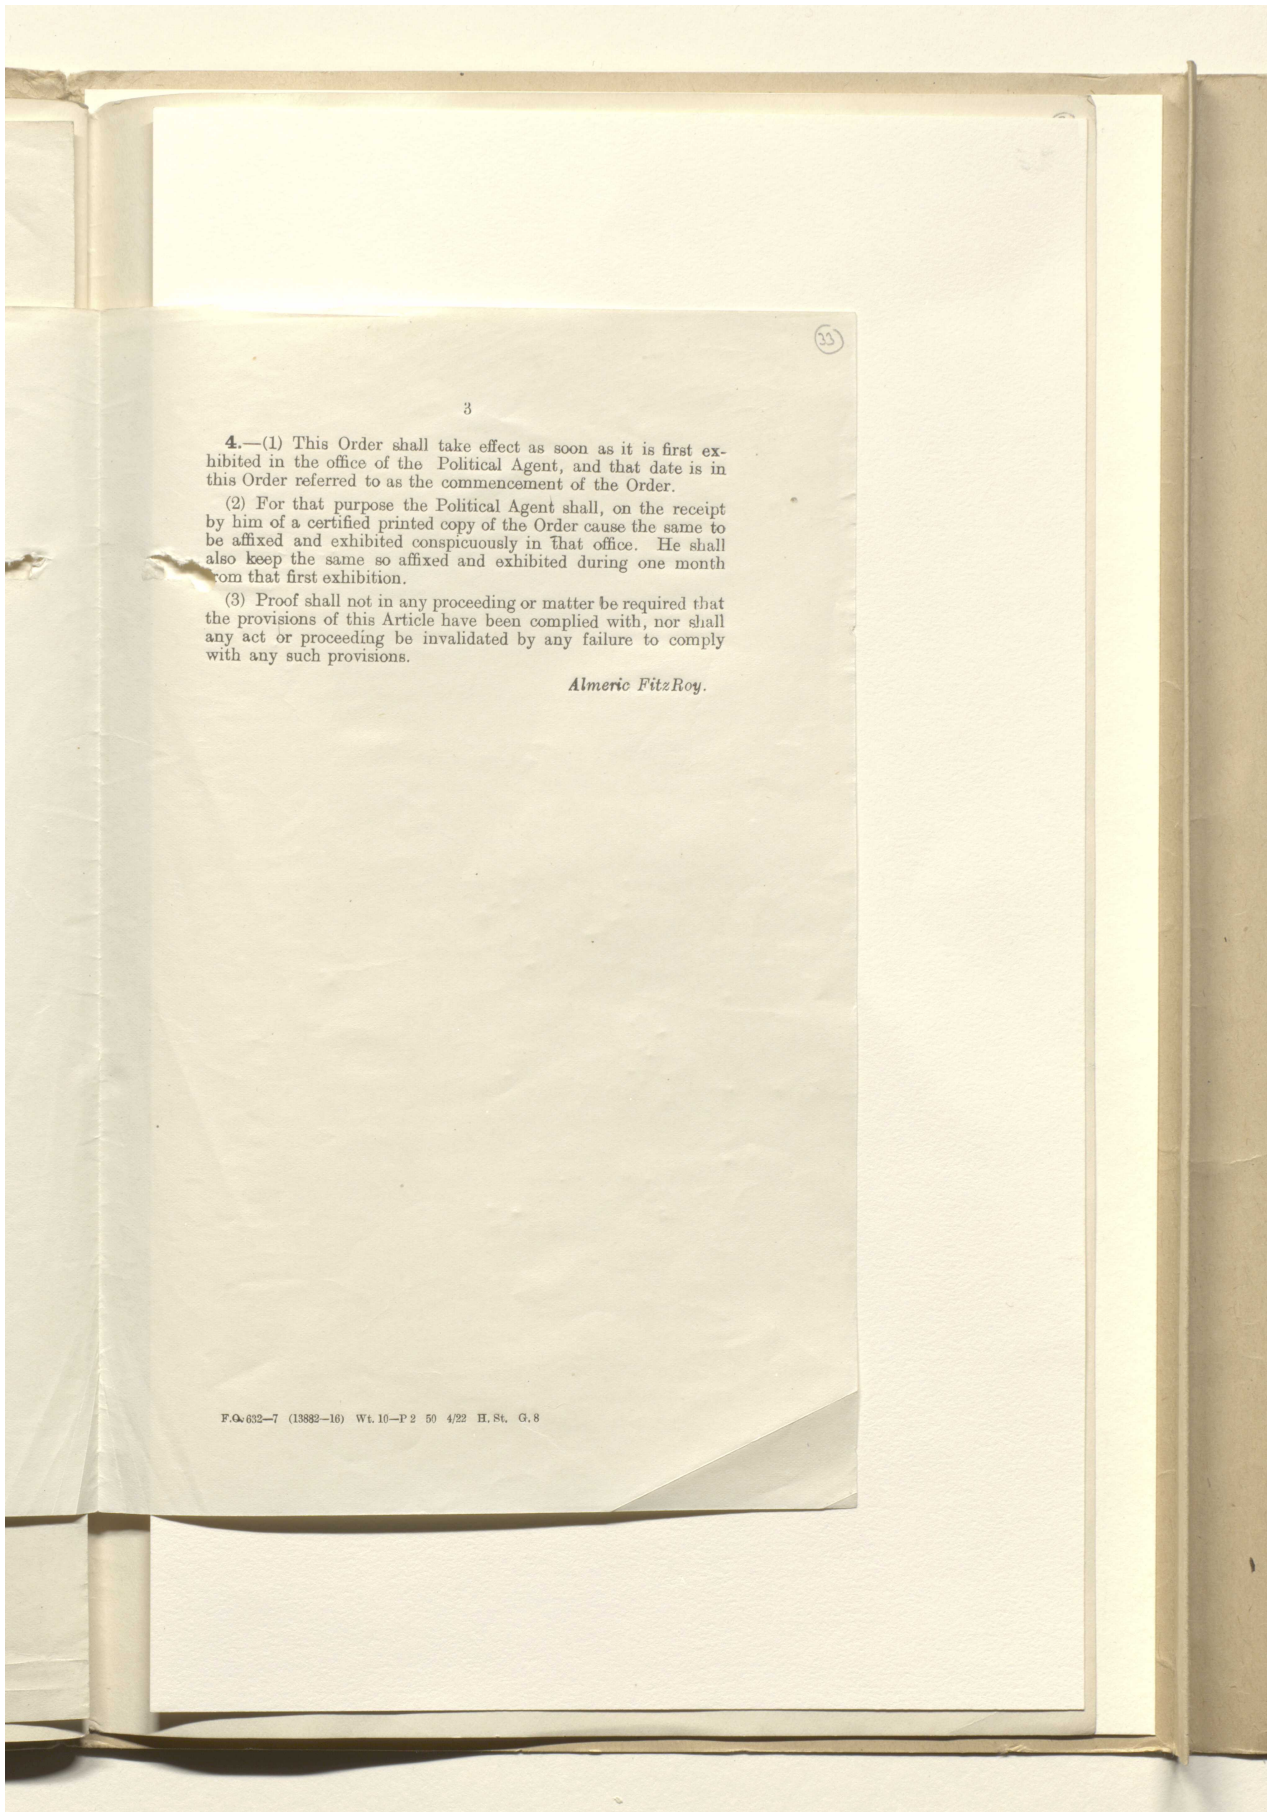 33
3
4.—(1) This Order shall take effect as soon as it is first ex-
hibited in the office of the Political Agent, and that date is in
this Order referred to as the commencement of the Order.
(2) For that purpose the Political Agent shall, on the receipt
by him of a certified printed copy of the Order cause the same to
be affixed and exhibited conspicuously in that office. He shall
also keep the same so affixed and exhibited during one month
rom that first exhibition.
(3) Proof shall not in any proceeding or matter be required that
the provisions of this Article have been complied with, nor shall
any act or proceeding be invalidated by any failure to comply
with any such provisions.
Almeric FitzRoy.
F.O. 632—7 (13882—16) Wt. 10—P 2 50 4/22 H. St. G. 8